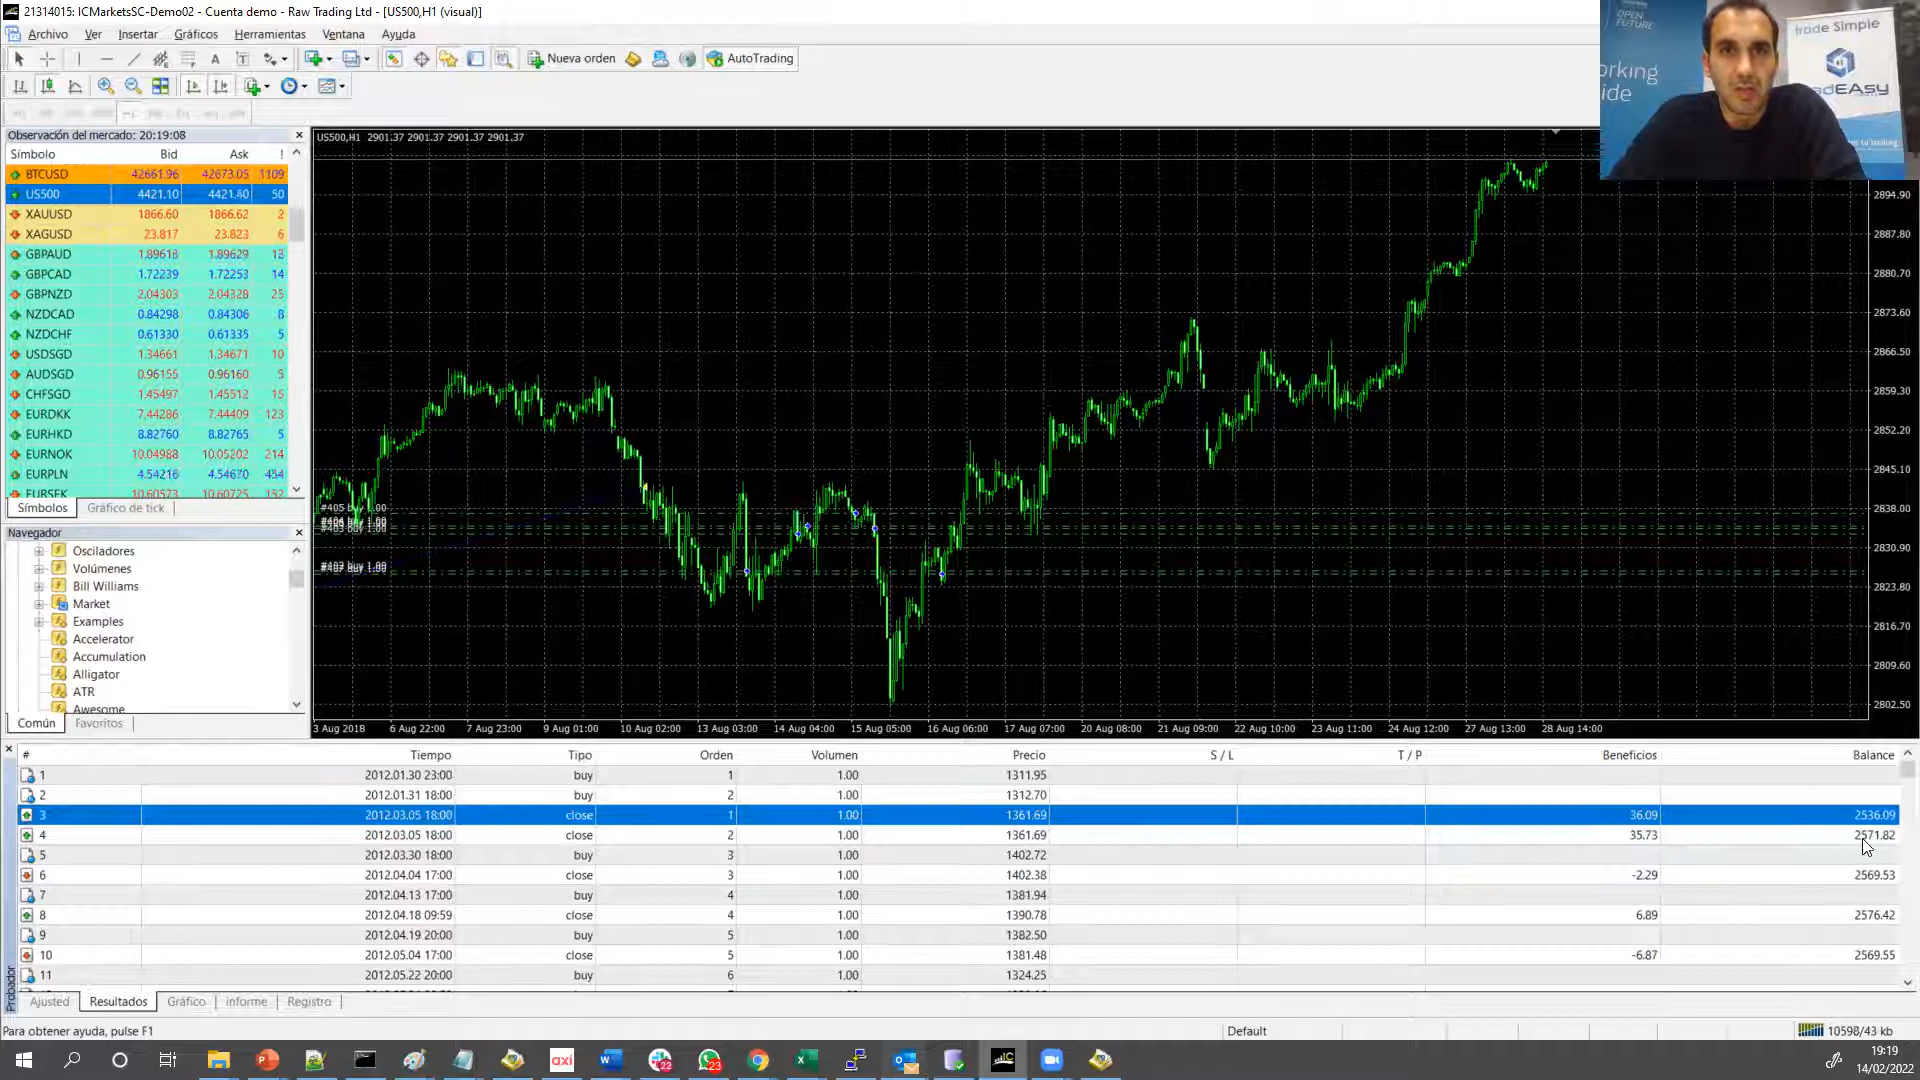 21314015: ICMarketsSC-Demo02 - Cuenta demo - Raw Trading Ltd - [US500,H1 (visual)]
Archivo Ver Insertar Gráficos Herramientas Ventana Ayuda
Nueva orden AutoTrading
OPEN
FUTURE
orking
ide
trade Simple
adEASY
Observación del mercado: 20:19:08
Símbolo Bid Ask !
BTCUSD 42661.96 42673.05 1109
US500 4421.10 4421.60 50
XAUUSD 1866.60 1866.62 2
XAGUSD 23.817 23.823 6
GBPAUD 1.89616 1.89629 13
GBPCAD 1.72239 1.72253 14
GBPNZD 2.04303 2.04328 25
NZDCAD 0.84298 0.84306 8
NZDCHF 0.61330 0.61335 5
USDSGD 1.34661 1.34671 10
AUDSGD 0.96155 0.96160 5
CHFSGD 1.45497 1.45512 15
EURDKK 7.44286 7.44409 123
EURHKD 8.82760 8.82765 5
EURNOK 10.04988 10.05202 214
EURPLN 4.54216 4.54670 454
EURSEK 10.60573 10.60725 152
Símbolos Gráfico de tick
Navegador
Osciladores
Volúmenes
Bill Williams
Market
Examples
Accelerator
Accumulation
Alligator
ATR
Awesome
Común Favoritos
US500,H1 2901.37 2901.37 2901.37 2901.37
2894.90
2887.80
2880.70
2873.60
2866.50
2859.30
2852.20
2845.10
2838.00
2830.90
2823.80
2816.70
2809.60
2802.50
#405 buy 1.00
3 Aug 2018 6 Aug 22:00 7 Aug 23:00 9 Aug 01:00 10 Aug 02:00 13 Aug 03:00 14 Aug 04:00 15 Aug 05:00 16 Aug 06:00 17 Aug 07:00 20 Aug 08:00 21 Aug 09:00 22 Aug 10:00 23 Aug 11:00 24 Aug 12:00 27 Aug 13:00 28 Aug 14:00
# Tiempo Tipo Orden Volumen Precio S / L T / P Beneficios Balance
1 2012.01.30 23:00 buy 1 1.00 1311.95
2 2012.01.31 18:00 buy 2 1.00 1312.70
3 2012.03.05 18:00 close 1 1.00 1361.69 36.09 2536.09
4 2012.03.05 18:00 close 2 1.00 1361.69 35.73 2571.82
5 2012.03.30 18:00 buy 3 1.00 1402.72
6 2012.04.04 17:00 close 3 1.00 1402.38 -2.29 2569.53
7 2012.04.13 17:00 buy 4 1.00 1381.94
8 2012.04.18 09:59 close 4 1.00 1390.78 6.89 2576.42
9 2012.04.19 20:00 buy 5 1.00 1382.50
10 2012.05.04 17:00 close 5 1.00 1381.48 -6.87 2569.55
11 2012.05.22 20:00 buy 6 1.00 1324.25
Probador
Ajusted Resultados Gráfico informe Registro
Para obtener ayuda, pulse F1 Default 10598/43 kb
axi
22
23
19:19
14/02/2022